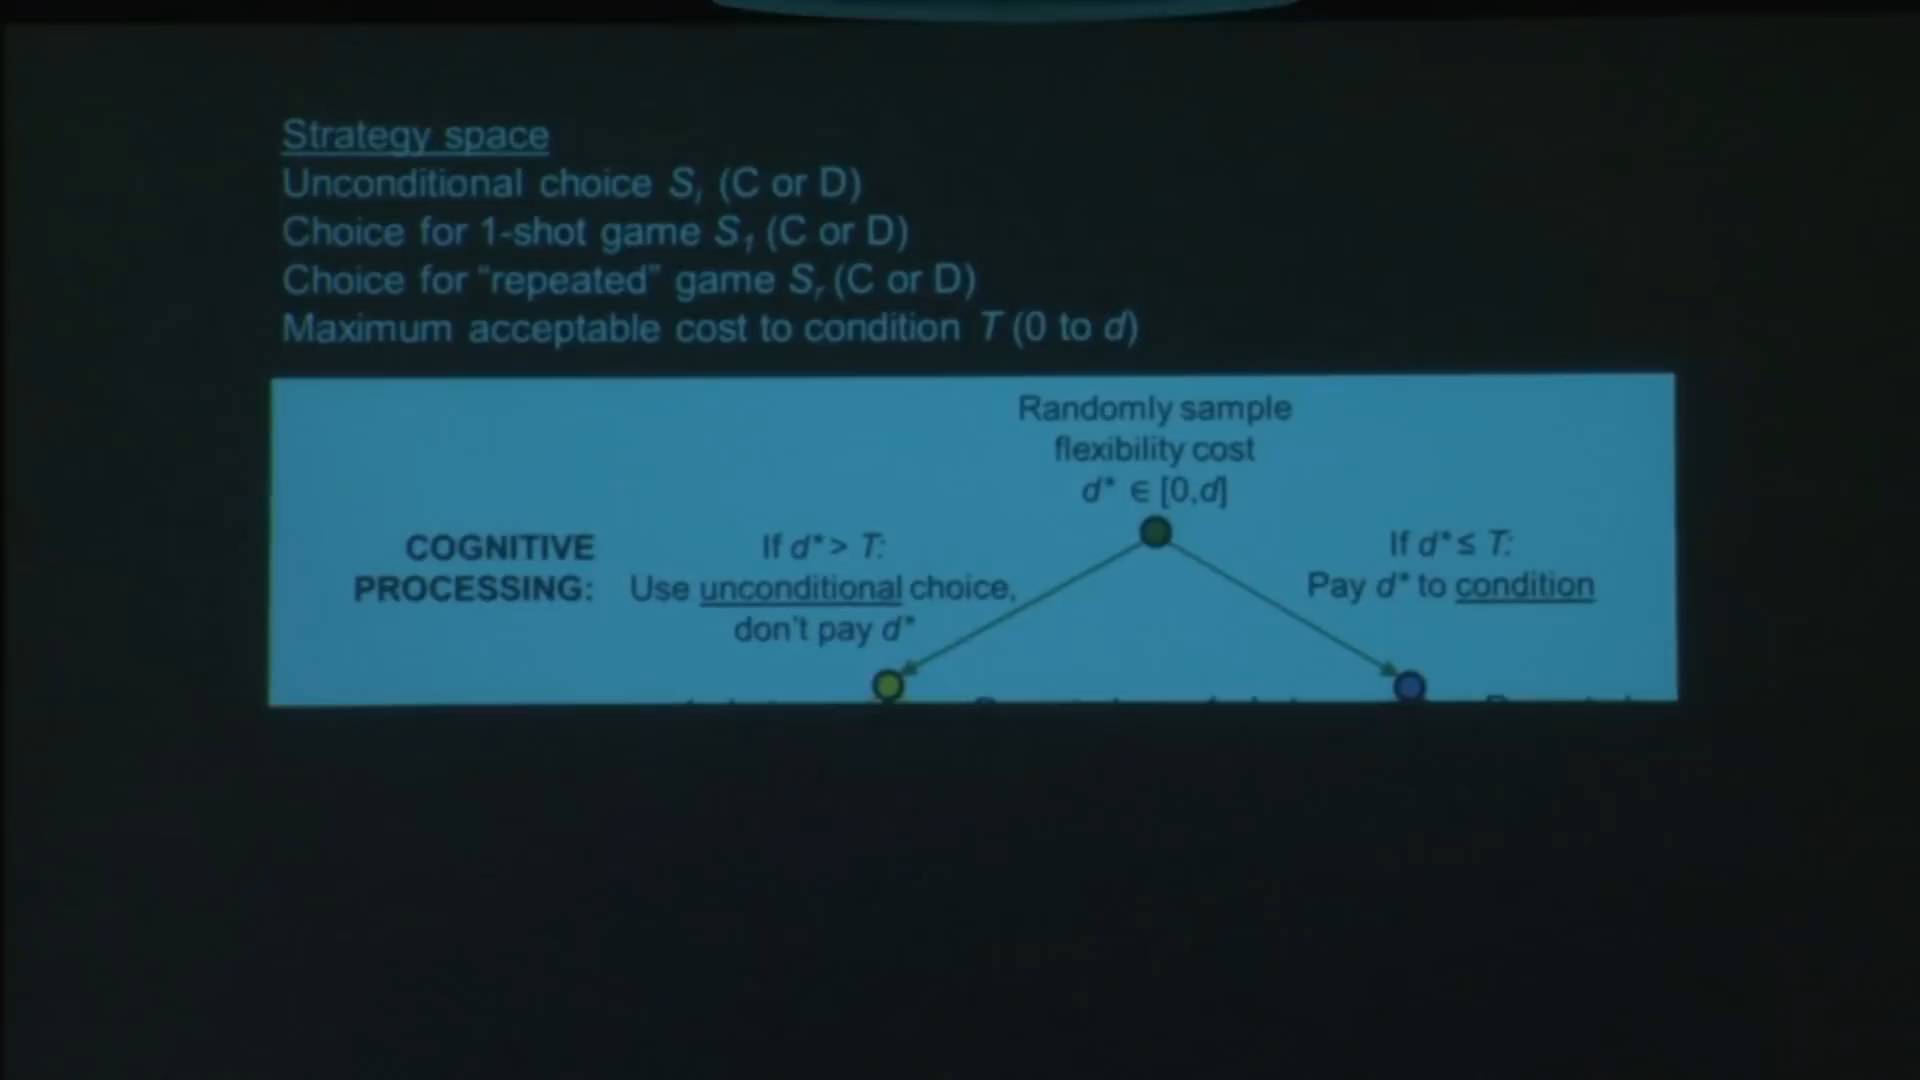 Strategy space
Unconditional choice Sᵢ (C or D)
Choice for 1-shot game S₁ (C or D)
Choice for “repeated” game Sᵣ (C or D)
Maximum acceptable cost to condition T (0 to d)
Randomly sample
flexibility cost
d* ∈ [0,d]
COGNITIVE
PROCESSING:
If d* > T:
Use unconditional choice,
don't pay d*
If d* ≤ T:
Pay d* to condition